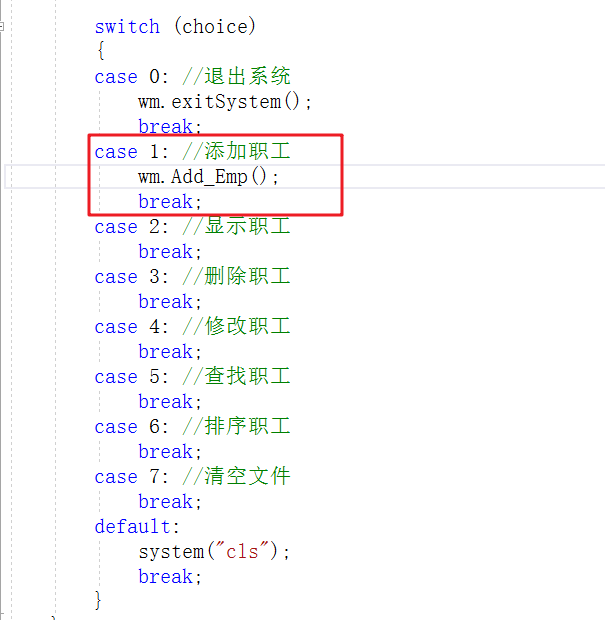 switch (choice)
{
case 0: //退出系统
wm.exitSystem();
break;
case 1: //添加职工
wm.Add_Emp();
break;
case 2: //显示职工
break;
case 3: //删除职工
break;
case 4: //修改职工
break;
case 5: //查找职工
break;
case 6: //排序职工
break;
case 7: //清空文件
break;
default:
system("cls");
break;
}